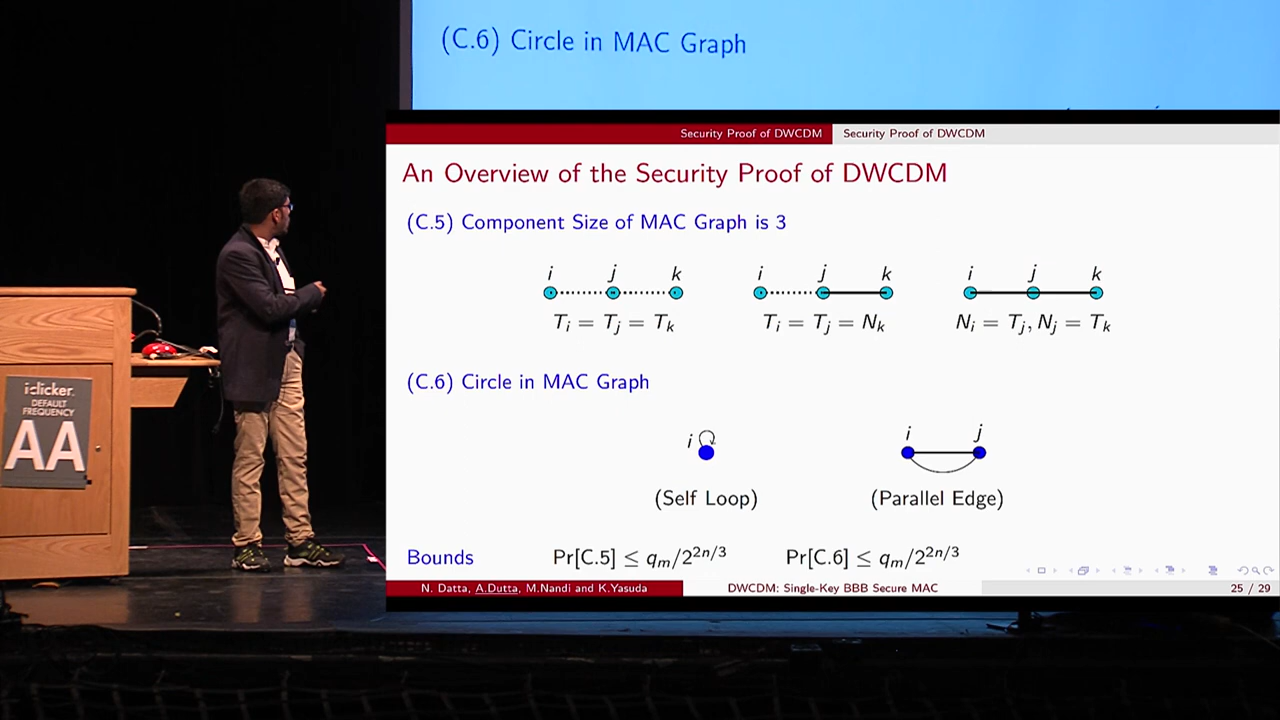 (C.6) Circle in MAC Graph
Security Proof of DWCDM Security Proof of DWCDM
An Overview of the Security Proof of DWCDM
(C.5) Component Size of MAC Graph is 3
i j k i j k i j k
T_i = T_j = T_k T_i = T_j = N_k N_i = T_j, N_j = T_k
(C.6) Circle in MAC Graph
i i j
(Self Loop) (Parallel Edge)
Bounds Pr[C.5] ≤ q_m/2^{2n/3} Pr[C.6] ≤ q_m/2^{2n/3}
N. Datta, A.Dutta, M.Nandi and K.Yasuda DWCDM: Single-Key BBB Secure MAC 25 / 29
iclicker.
DEFAULT
FREQUENCY
AA